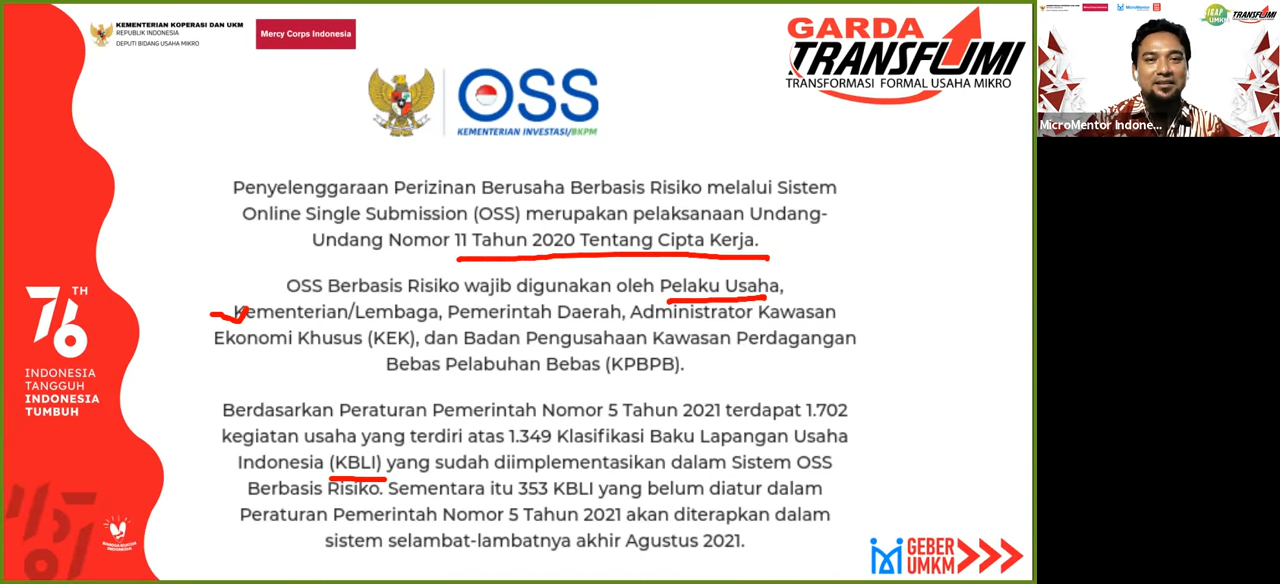 KEMENTERIAN KOPERASI DAN UKM
REPUBLIK INDONESIA
DEPUTI BIDANG USAHA MIKRO
Mercy Corps Indonesia
GARDA
TRANSFUMI
TRANSFORMASI FORMAL USAHA MIKRO
OSS
KEMENTERIAN INVESTASI/BKPM
Penyelenggaraan Perizinan Berusaha Berbasis Risiko melalui Sistem
Online Single Submission (OSS) merupakan pelaksanaan Undang-
Undang Nomor 11 Tahun 2020 Tentang Cipta Kerja.
OSS Berbasis Risiko wajib digunakan oleh Pelaku Usaha,
Kementerian/Lembaga, Pemerintah Daerah, Administrator Kawasan
Ekonomi Khusus (KEK), dan Badan Pengusahaan Kawasan Perdagangan
Bebas Pelabuhan Bebas (KPBPB).
Berdasarkan Peraturan Pemerintah Nomor 5 Tahun 2021 terdapat 1.702
kegiatan usaha yang terdiri atas 1.349 Klasifikasi Baku Lapangan Usaha
Indonesia (KBLI) yang sudah diimplementasikan dalam Sistem OSS
Berbasis Risiko. Sementara itu 353 KBLI yang belum diatur dalam
Peraturan Pemerintah Nomor 5 Tahun 2021 akan diterapkan dalam
sistem selambat-lambatnya akhir Agustus 2021.
76TH
INDONESIA
TANGGUH
INDONESIA
TUMBUH
GEBER
UMKM
MicroMentor
IGAP
UMKM
TRANSFUMI
MicroMentor Indone...